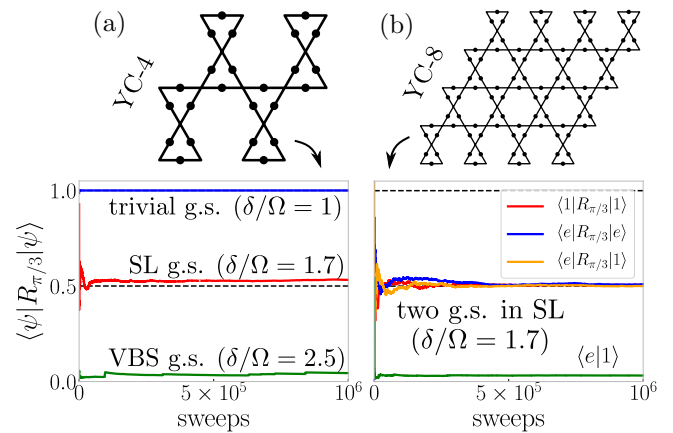 (a)
YC-4
(b)
YC-8
⟨ψ|R_{π/3}|ψ⟩
1.0
0.5
0.0
trivial g.s. (δ/Ω = 1)
SL g.s. (δ/Ω = 1.7)
VBS g.s. (δ/Ω = 2.5)
0
5 × 10^5
10^6
sweeps
⟨1|R_{π/3}|1⟩
⟨e|R_{π/3}|e⟩
⟨e|R_{π/3}|1⟩
two g.s. in SL
(δ/Ω = 1.7)
⟨e|1⟩
0
5 × 10^5
10^6
sweeps